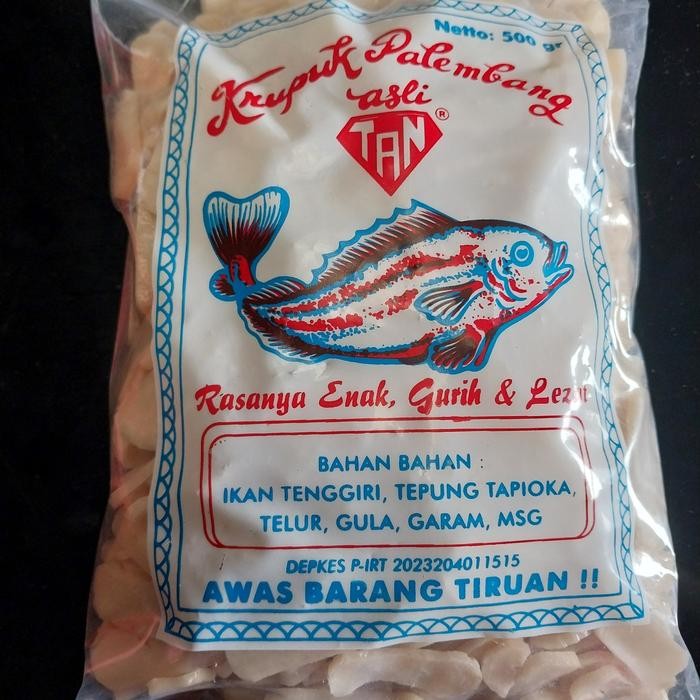 Netto: 500 gr
Krupuk Palembang
asli
TAN ®
Rasanya Enak, Gurih & Lezat
BAHAN BAHAN :
IKAN TENGGIRI, TEPUNG TAPIOKA,
TELUR, GULA, GARAM, MSG
DEPKES P-IRT 2023204011515
AWAS BARANG TIRUAN !!